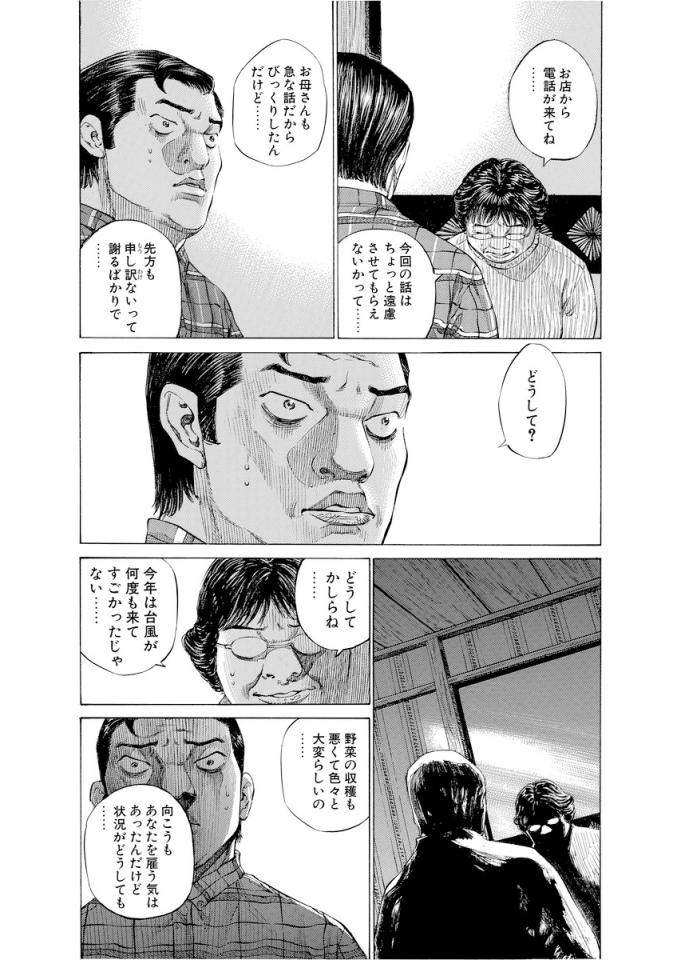 お店から
電話が来てね
……
今回の話は
ちょっと遠慮
させてもらえ
ないかって……
お母さんも
急な話だから
びっくりしたん
だけど……
先方も
申し訳ないって
謝るばかりで
……
どうして？
どうして
かしらね
……
今年は台風が
何度も来て
すごかったじゃ
ない……
野菜の収穫も
悪くて色々と
大変らしいの
……
向こうも
あなたを雇う気は
あったんだけど
状況がどうしても
……